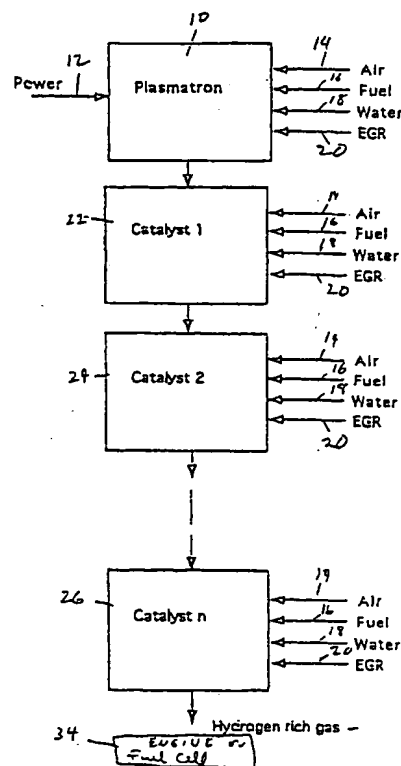 10
12
Power
Plasmatron
14
Air
16
Fuel
18
Water
EGR
20
22
Catalyst 1
14
Air
16
Fuel
18
Water
EGR
20
24
Catalyst 2
14
Air
16
Fuel
18
Water
EGR
20
26
Catalyst n
14
Air
16
Fuel
18
Water
20
EGR
Hydrogen rich gas
34
ENGINE or
Fuel Cell